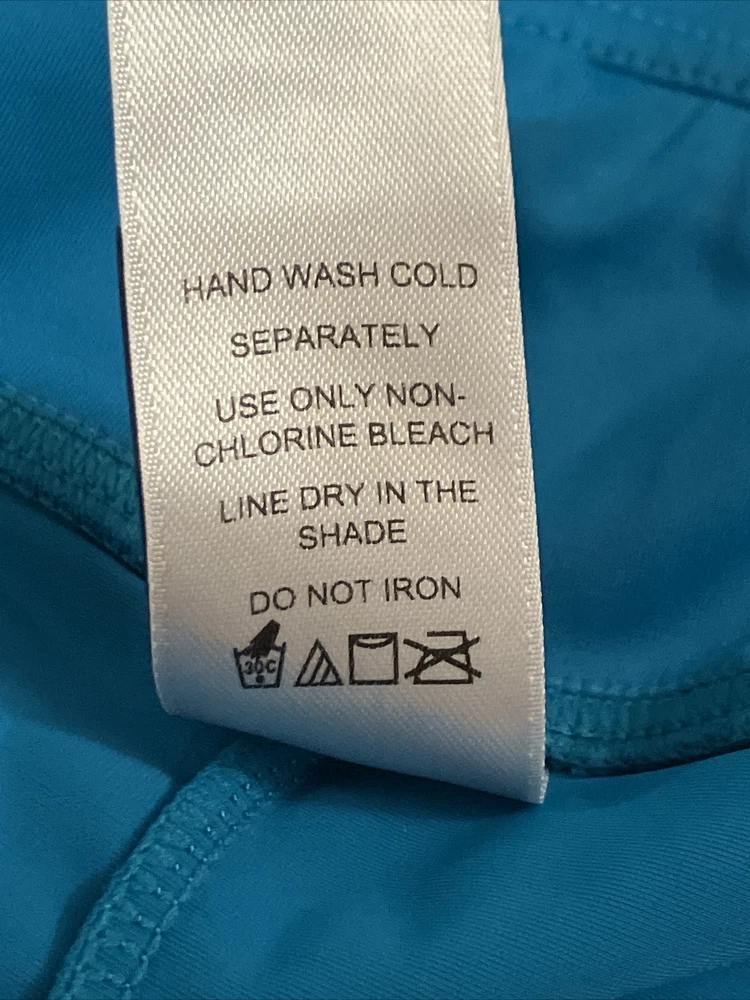 HAND WASH COLD
SEPARATELY
USE ONLY NON-
CHLORINE BLEACH
LINE DRY IN THE
SHADE
DO NOT IRON
30C